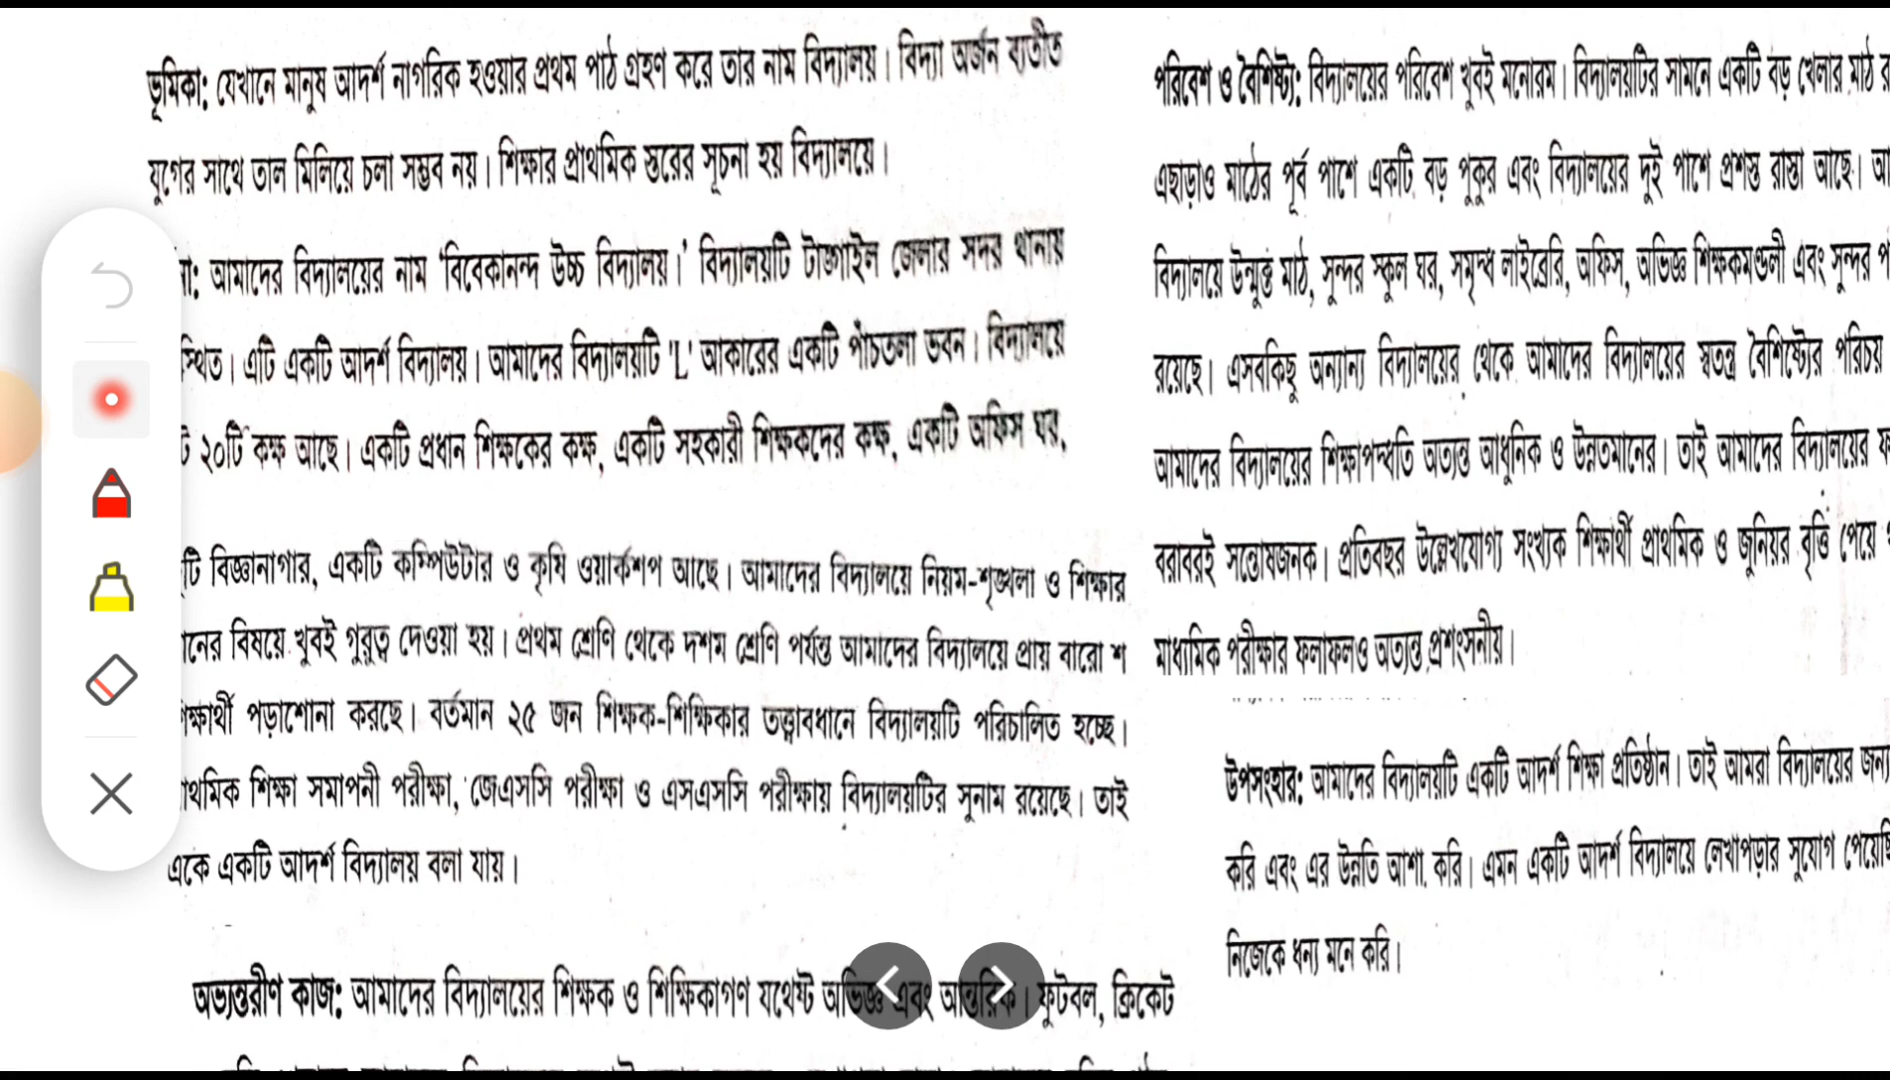 ভূমিকা: যেখানে মানুষ আদর্শ নাগরিক হওয়ার প্রথম পাঠ গ্রহণ করে তার নাম বিদ্যালয়। বিদ্যা অর্জন ব্যতীত
যুগের সাথে তাল মিলিয়ে চলা সম্ভব নয়। শিক্ষার প্রাথমিক স্তরের সূচনা হয় বিদ্যালয়ে।
না: আমাদের বিদ্যালয়ের নাম ‘বিবেকানন্দ উচ্চ বিদ্যালয়।’ বিদ্যালয়টি টাঙ্গাইল জেলার সদর থানায়
স্থিত। এটি একটি আদর্শ বিদ্যালয়। আমাদের বিদ্যালয়টি 'L' আকারের একটি পাঁচতলা ভবন। বিদ্যালয়ে
ট ২০টি কক্ষ আছে। একটি প্রধান শিক্ষকের কক্ষ, একটি সহকারী শিক্ষকদের কক্ষ, একটি অফিস ঘর,
টি বিজ্ঞানাগার, একটি কম্পিউটার ও কৃষি ওয়ার্কশপ আছে। আমাদের বিদ্যালয়ে নিয়ম-শৃঙ্খলা ও শিক্ষার
ানের বিষয়ে খুবই গুরুত্ব দেওয়া হয়। প্রথম শ্রেণি থেকে দশম শ্রেণি পর্যন্ত আমাদের বিদ্যালয়ে প্রায় বারো শ
ক্ষার্থী পড়াশোনা করছে। বর্তমান ২৫ জন শিক্ষক-শিক্ষিকার তত্ত্বাবধানে বিদ্যালয়টি পরিচালিত হচ্ছে।
াথমিক শিক্ষা সমাপনী পরীক্ষা, জেএসসি পরীক্ষা ও এসএসসি পরীক্ষায় বিদ্যালয়টির সুনাম রয়েছে। তাই
একে একটি আদর্শ বিদ্যালয় বলা যায়।
অভ্যন্তরীণ কাজ: আমাদের বিদ্যালয়ের শিক্ষক ও শিক্ষিকাগণ যথেষ্ট অভিজ্ঞ এবং আন্তরিক। ফুটবল, ক্রিকেট
পরিবেশ ও বৈশিষ্ট্য: বিদ্যালয়ের পরিবেশ খুবই মনোরম। বিদ্যালয়টির সামনে একটি বড় খেলার মাঠ র
এছাড়াও মাঠের পূর্ব পাশে একটি বড় পুকুর এবং বিদ্যালয়ের দুই পাশে প্রশস্ত রাস্তা আছে। আ
বিদ্যালয়ে উন্মুক্ত মাঠ, সুন্দর স্কুল ঘর, সমৃদ্ধ লাইব্রেরি, অফিস, অভিজ্ঞ শিক্ষকমণ্ডলী এবং সুন্দর প
রয়েছে। এসবকিছু অন্যান্য বিদ্যালয়ের থেকে আমাদের বিদ্যালয়ের স্বতন্ত্র বৈশিষ্ট্যের পরিচয়
আমাদের বিদ্যালয়ের শিক্ষাপদ্ধতি অত্যন্ত আধুনিক ও উন্নতমানের। তাই আমাদের বিদ্যালয়ের ফ
বরাবরই সন্তোষজনক। প্রতিবছর উল্লেখযোগ্য সংখ্যক শিক্ষার্থী প্রাথমিক ও জুনিয়র বৃত্তি পেয়ে
মাধ্যমিক পরীক্ষার ফলাফলও অত্যন্ত প্রশংসনীয়।
উপসংহার: আমাদের বিদ্যালয়টি একটি আদর্শ শিক্ষা প্রতিষ্ঠান। তাই আমরা বিদ্যালয়ের জন্য
করি এবং এর উন্নতি আশা করি। এমন একটি আদর্শ বিদ্যালয়ে লেখাপড়ার সুযোগ পেয়েছি
নিজেকে ধন্য মনে করি।